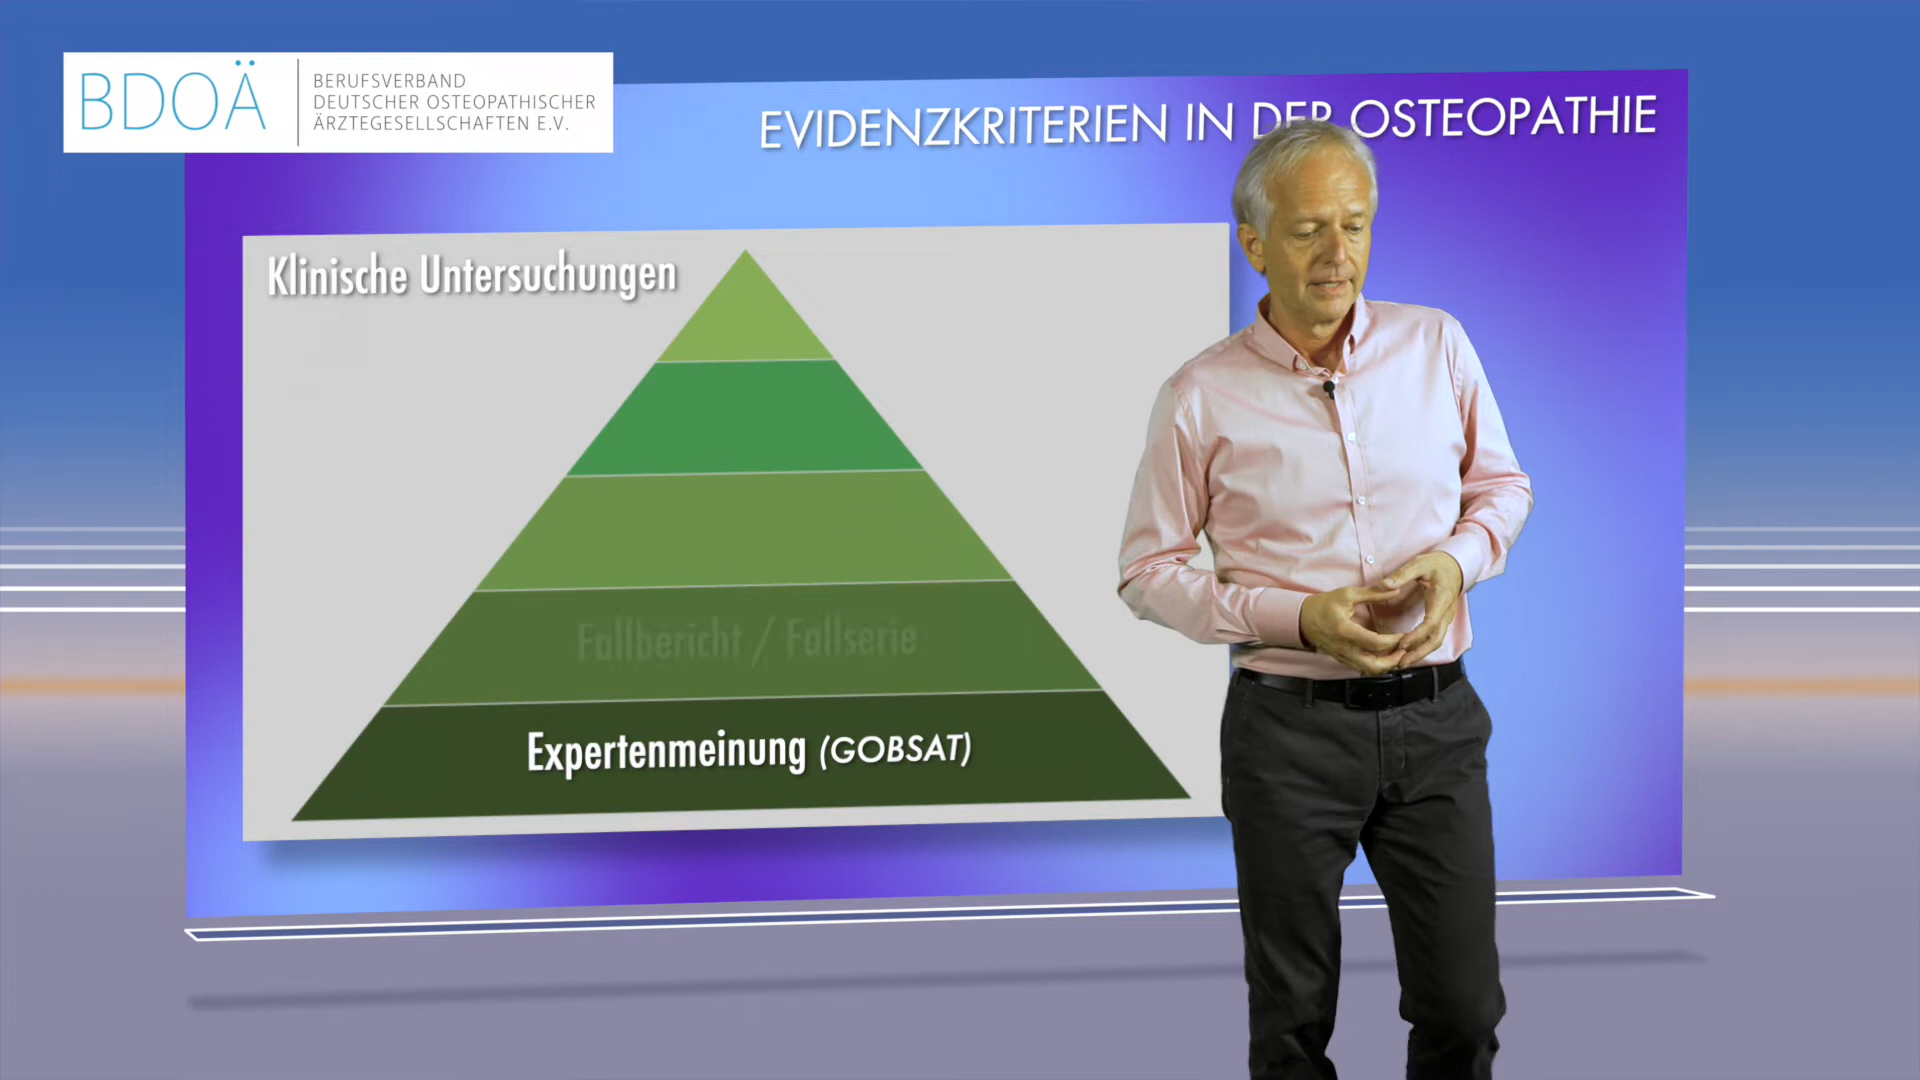 BDOÄ
BERUFSVERBAND
DEUTSCHER OSTEOPATHISCHER
ÄRZTEGESELLSCHAFTEN E.V.
EVIDENZKRITERIEN IN DER OSTEOPATHIE
Klinische Untersuchungen
Fallbericht / Fallserie
Expertenmeinung (GOBSAT)